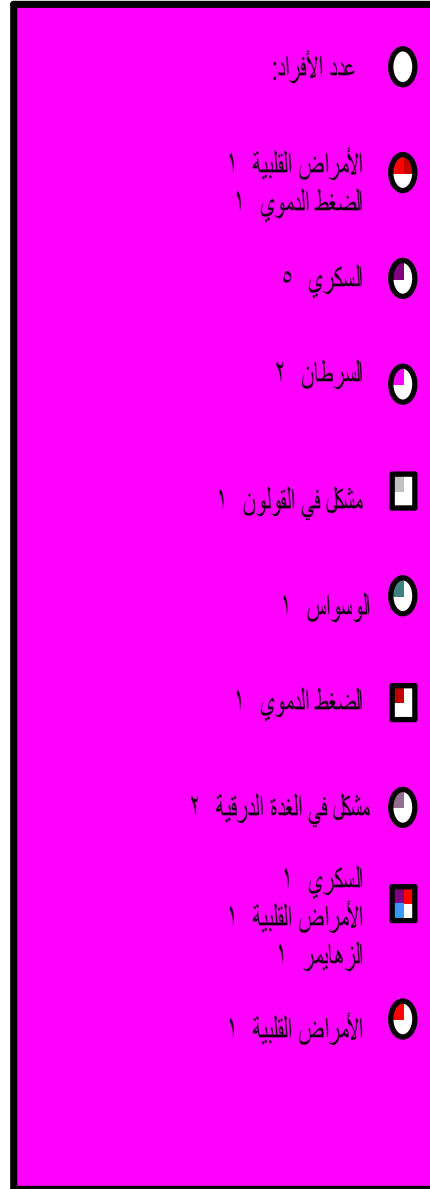 عدد الأفراد:
الأمراض القلبية ١
الضغط الدموي ١
السكري ٥
السرطان ٢
مشكل في القولون ١
الوسواس ١
الضغط الدموي ١
مشكل في الغدة الدرقية ٢
السكري ١
الأمراض القلبية ١
الزهايمر ١
الأمراض القلبية ١